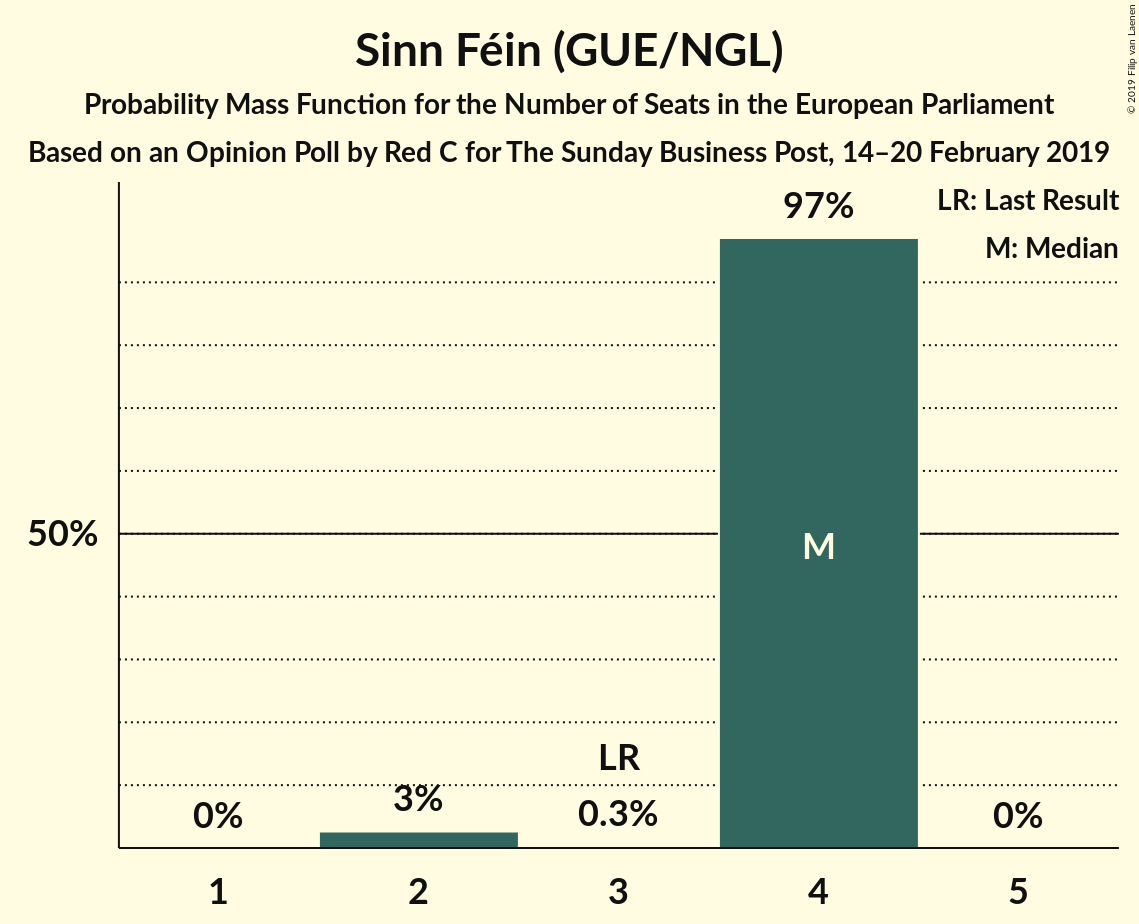 Sinn Féin (GUE/NGL)
Probability Mass Function for the Number of Seats in the European Parliament
Based on an Opinion Poll by Red C for The Sunday Business Post, 14–20 February 2019
© 2019 Filip van Laenen
LR: Last Result
M: Median
97%
50%
M
LR
0% 3% 0.3% 0%
1 2 3 4 5